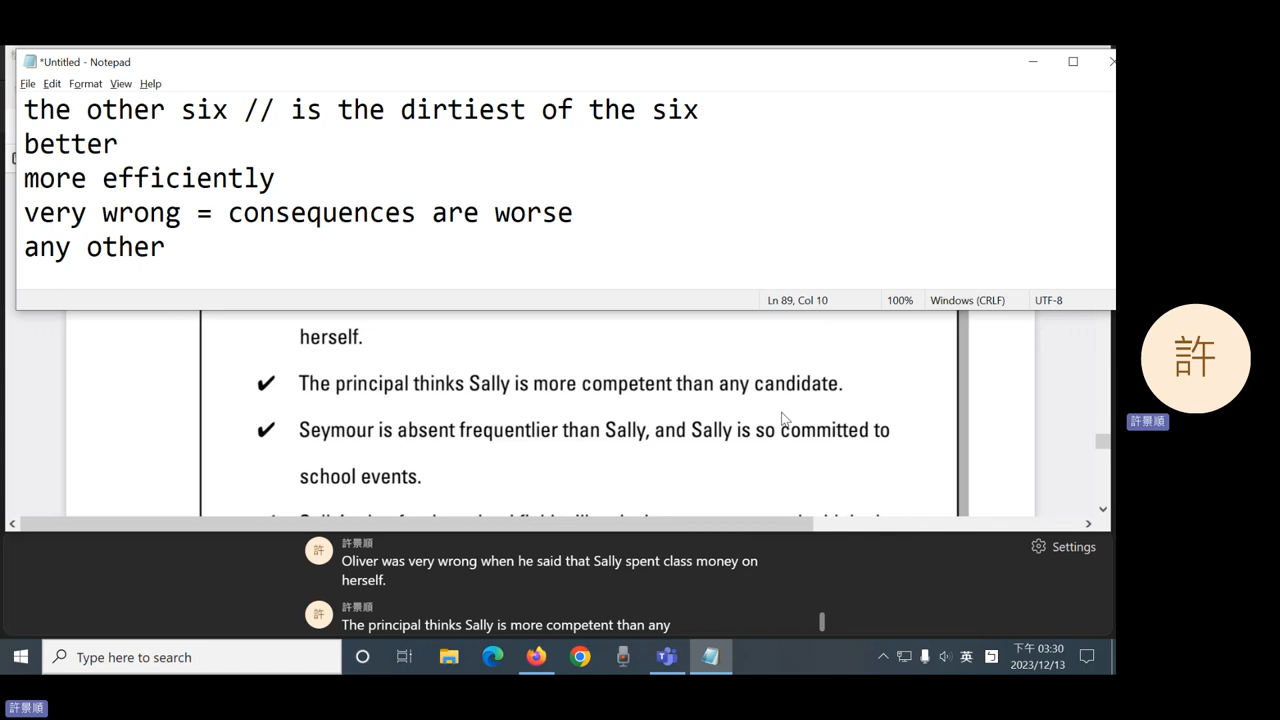 *Untitled - Notepad
File Edit Format View Help
the other six // is the dirtiest of the six
better
more efficiently
very wrong = consequences are worse
any other
Ln 89, Col 10 100% Windows (CRLF) UTF-8
herself.
✔ The principal thinks Sally is more competent than any candidate.
✔ Seymour is absent frequentlier than Sally, and Sally is so committed to
school events.
許
許景順
許 許景順
Oliver was very wrong when he said that Sally spent class money on
herself.
許 許景順
The principal thinks Sally is more competent than any
Settings
Type here to search
英
下午 03:30
2023/12/13
許景順